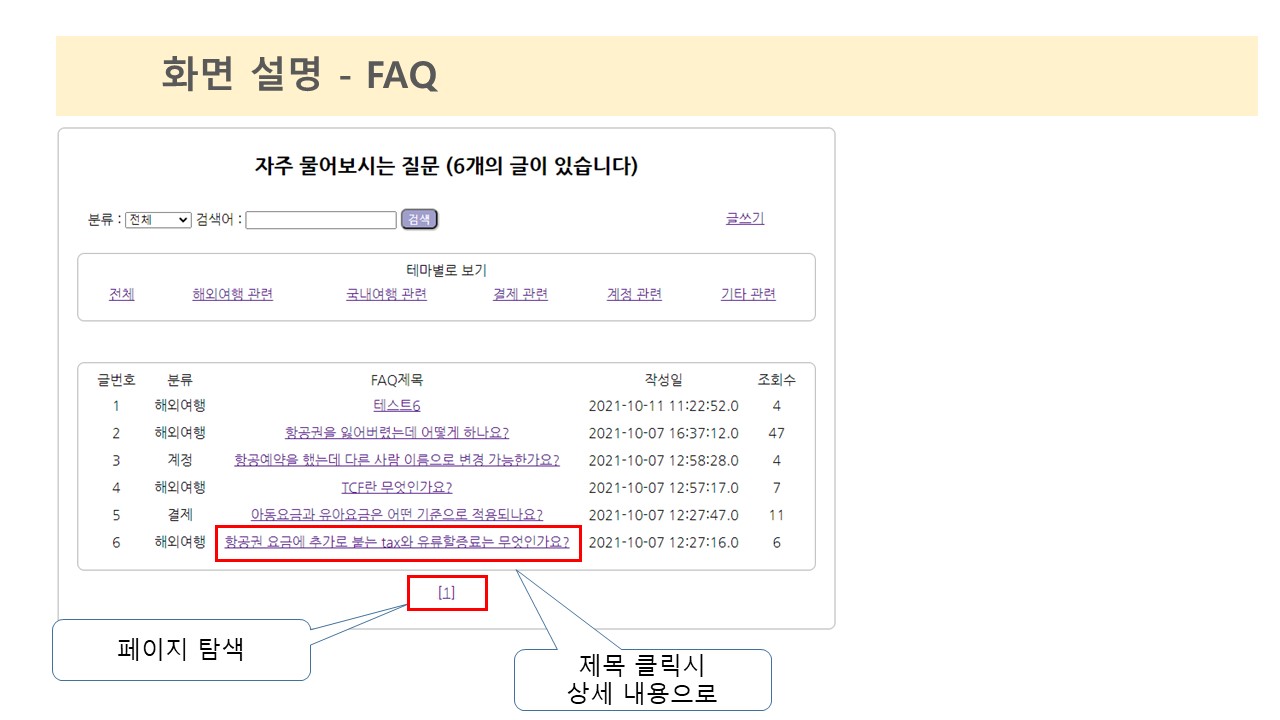 화면 설명 - FAQ
자주 물어보시는 질문 (6개의 글이 있습니다)
분류 : 전체 검색어 : 검색 글쓰기
테마별로 보기
전체 해외여행 관련 국내여행 관련 결제 관련 계정 관련 기타 관련
글번호 분류 FAQ제목 작성일 조회수
1 해외여행 테스트6 2021-10-11 11:22:52.0 4
2 해외여행 항공권을 잃어버렸는데 어떻게 하나요? 2021-10-07 16:37:12.0 47
3 계정 항공예약을 했는데 다른 사람 이름으로 변경 가능한가요? 2021-10-07 12:58:28.0 4
4 해외여행 TCF란 무엇인가요? 2021-10-07 12:57:17.0 7
5 결제 아동요금과 유아요금은 어떤 기준으로 적용되나요? 2021-10-07 12:27:47.0 11
6 해외여행 항공권 요금에 추가로 붙는 tax와 유류할증료는 무엇인가요? 2021-10-07 12:27:16.0 6
[1]
페이지 탐색
제목 클릭시
상세 내용으로